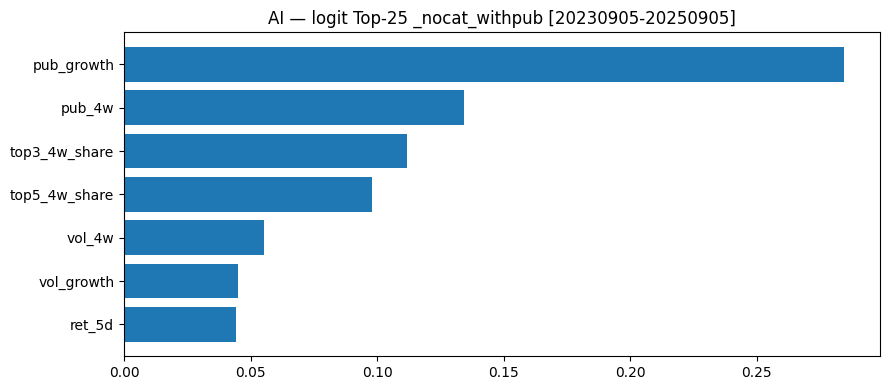 AI — logit Top-25 _nocat_withpub [20230905-20250905]
pub_growth
pub_4w
top3_4w_share
top5_4w_share
vol_4w
vol_growth
ret_5d
0.00 0.05 0.10 0.15 0.20 0.25